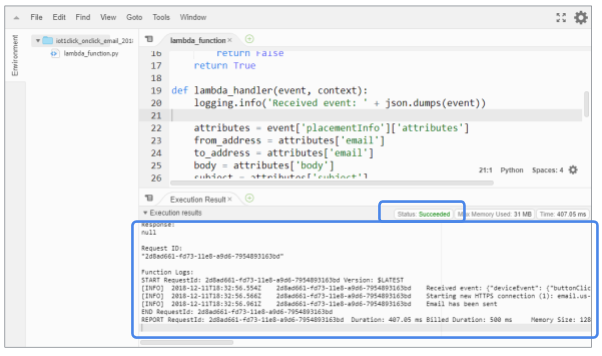 File Edit Find View Goto Tools Window
Environment
iot1click_onclick_email_201
lambda_function.py
lambda_function ×
16 return False
17 return True
18
19 def lambda_handler(event, context):
20 logging.info('Received event: ' + json.dumps(event))
21
22 attributes = event['placementInfo']['attributes']
23 from_address = attributes['email']
24 to_address = attributes['email']
25 body = attributes['body']
26 subject = attributes['subject']
21:1 Python Spaces: 4
Execution Result ×
Execution results
Status: Succeeded Max Memory Used: 31 MB Time: 407.05 ms
Response:
null
Request ID:
"2d8ad661-fd73-11e8-a9d6-7954893163bd"
Function Logs:
START RequestId: 2d8ad661-fd73-11e8-a9d6-7954893163bd Version: $LATEST
[INFO] 2018-12-11T18:32:56.554Z 2d8ad661-fd73-11e8-a9d6-7954893163bd Received event: {"deviceEvent": {"buttonClic
[INFO] 2018-12-11T18:32:56.566Z 2d8ad661-fd73-11e8-a9d6-7954893163bd Starting new HTTPS connection (1): email.us-
[INFO] 2018-12-11T18:32:56.961Z 2d8ad661-fd73-11e8-a9d6-7954893163bd Email has been sent
END RequestId: 2d8ad661-fd73-11e8-a9d6-7954893163bd
REPORT RequestId: 2d8ad661-fd73-11e8-a9d6-7954893163bd Duration: 407.05 ms Billed Duration: 500 ms Memory Size: 128